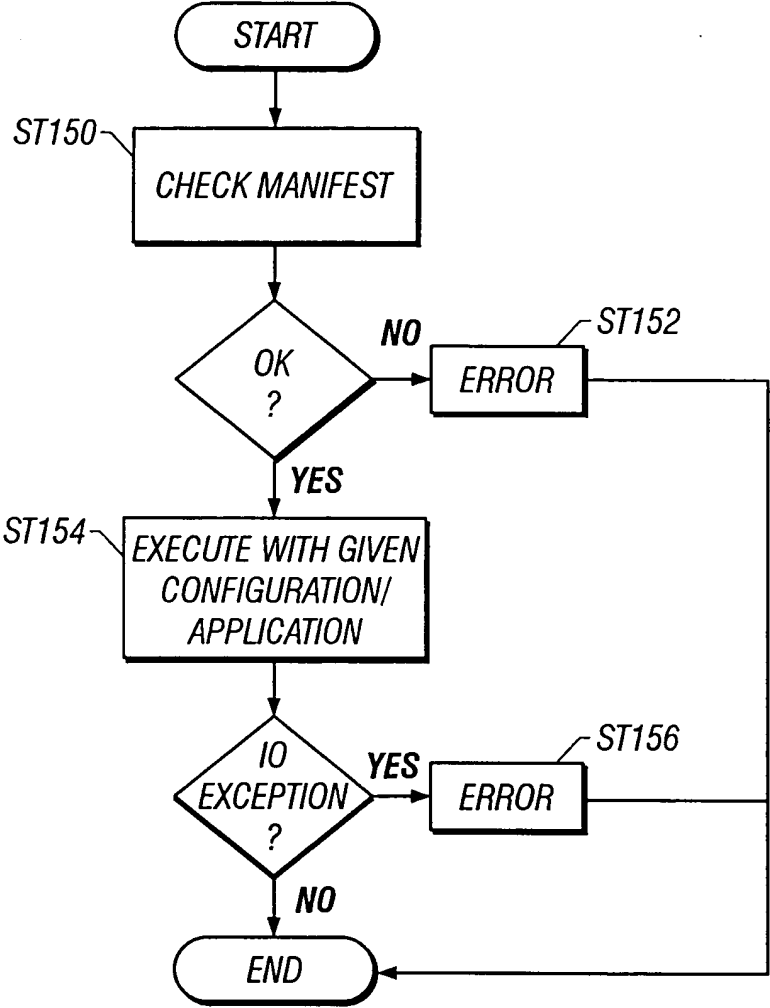 START
ST150
CHECK MANIFEST
OK
?
NO
ERROR
ST152
YES
ST154
EXECUTE WITH GIVEN
CONFIGURATION/
APPLICATION
IO
EXCEPTION
?
YES
ERROR
ST156
NO
END